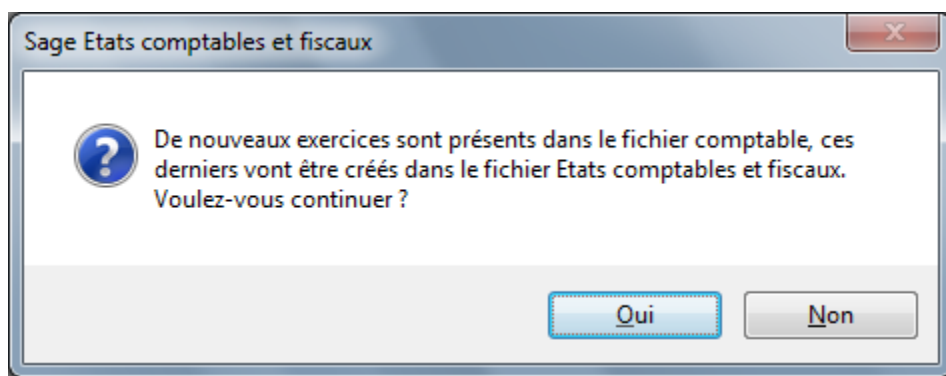 Sage Etats comptables et fiscaux
De nouveaux exercices sont présents dans le fichier comptable, ces
derniers vont être créés dans le fichier Etats comptables et fiscaux.
Voulez-vous continuer ?
Oui
Non